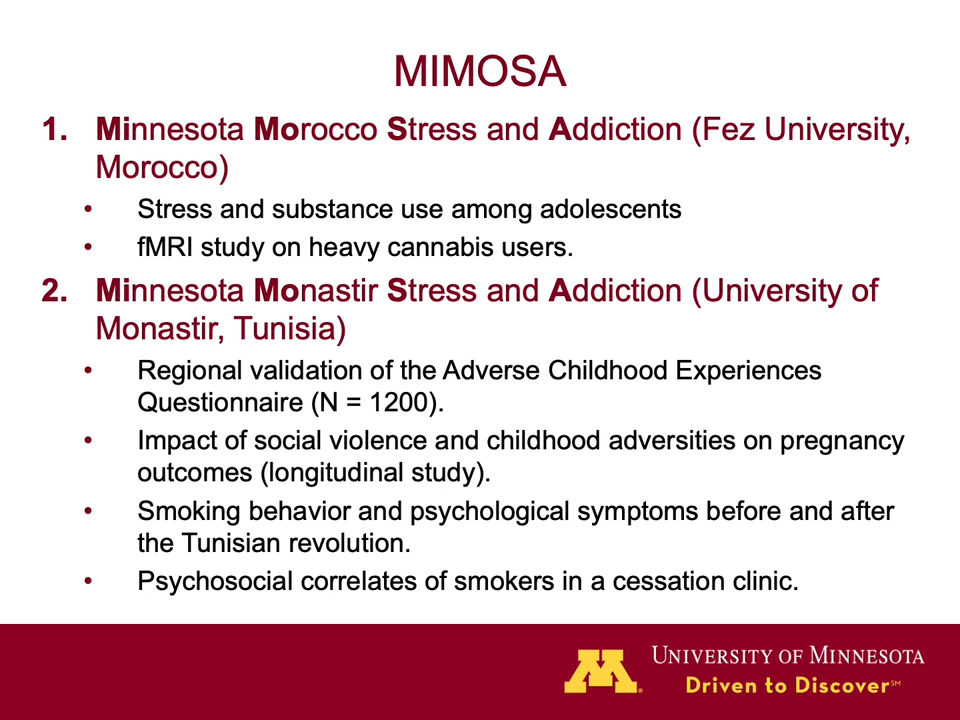 MIMOSA
1. Minnesota Morocco Stress and Addiction (Fez University,
Morocco)
• Stress and substance use among adolescents
• fMRI study on heavy cannabis users.
2. Minnesota Monastir Stress and Addiction (University of
Monastir, Tunisia)
• Regional validation of the Adverse Childhood Experiences
Questionnaire (N = 1200).
• Impact of social violence and childhood adversities on pregnancy
outcomes (longitudinal study).
• Smoking behavior and psychological symptoms before and after
the Tunisian revolution.
• Psychosocial correlates of smokers in a cessation clinic.
M
UNIVERSITY OF MINNESOTA
Driven to Discover℠